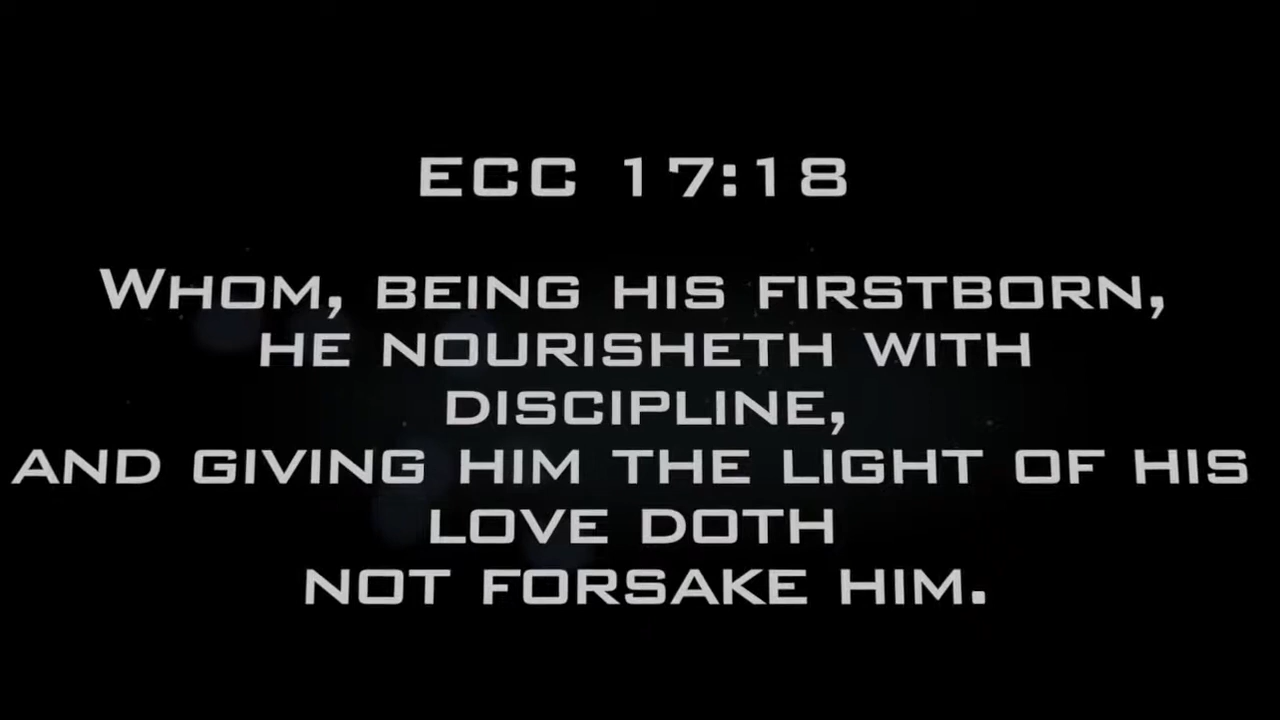 ECC 17:18
WHOM, BEING HIS FIRSTBORN,
HE NOURISHETH WITH
DISCIPLINE,
AND GIVING HIM THE LIGHT OF HIS
LOVE DOTH
NOT FORSAKE HIM.